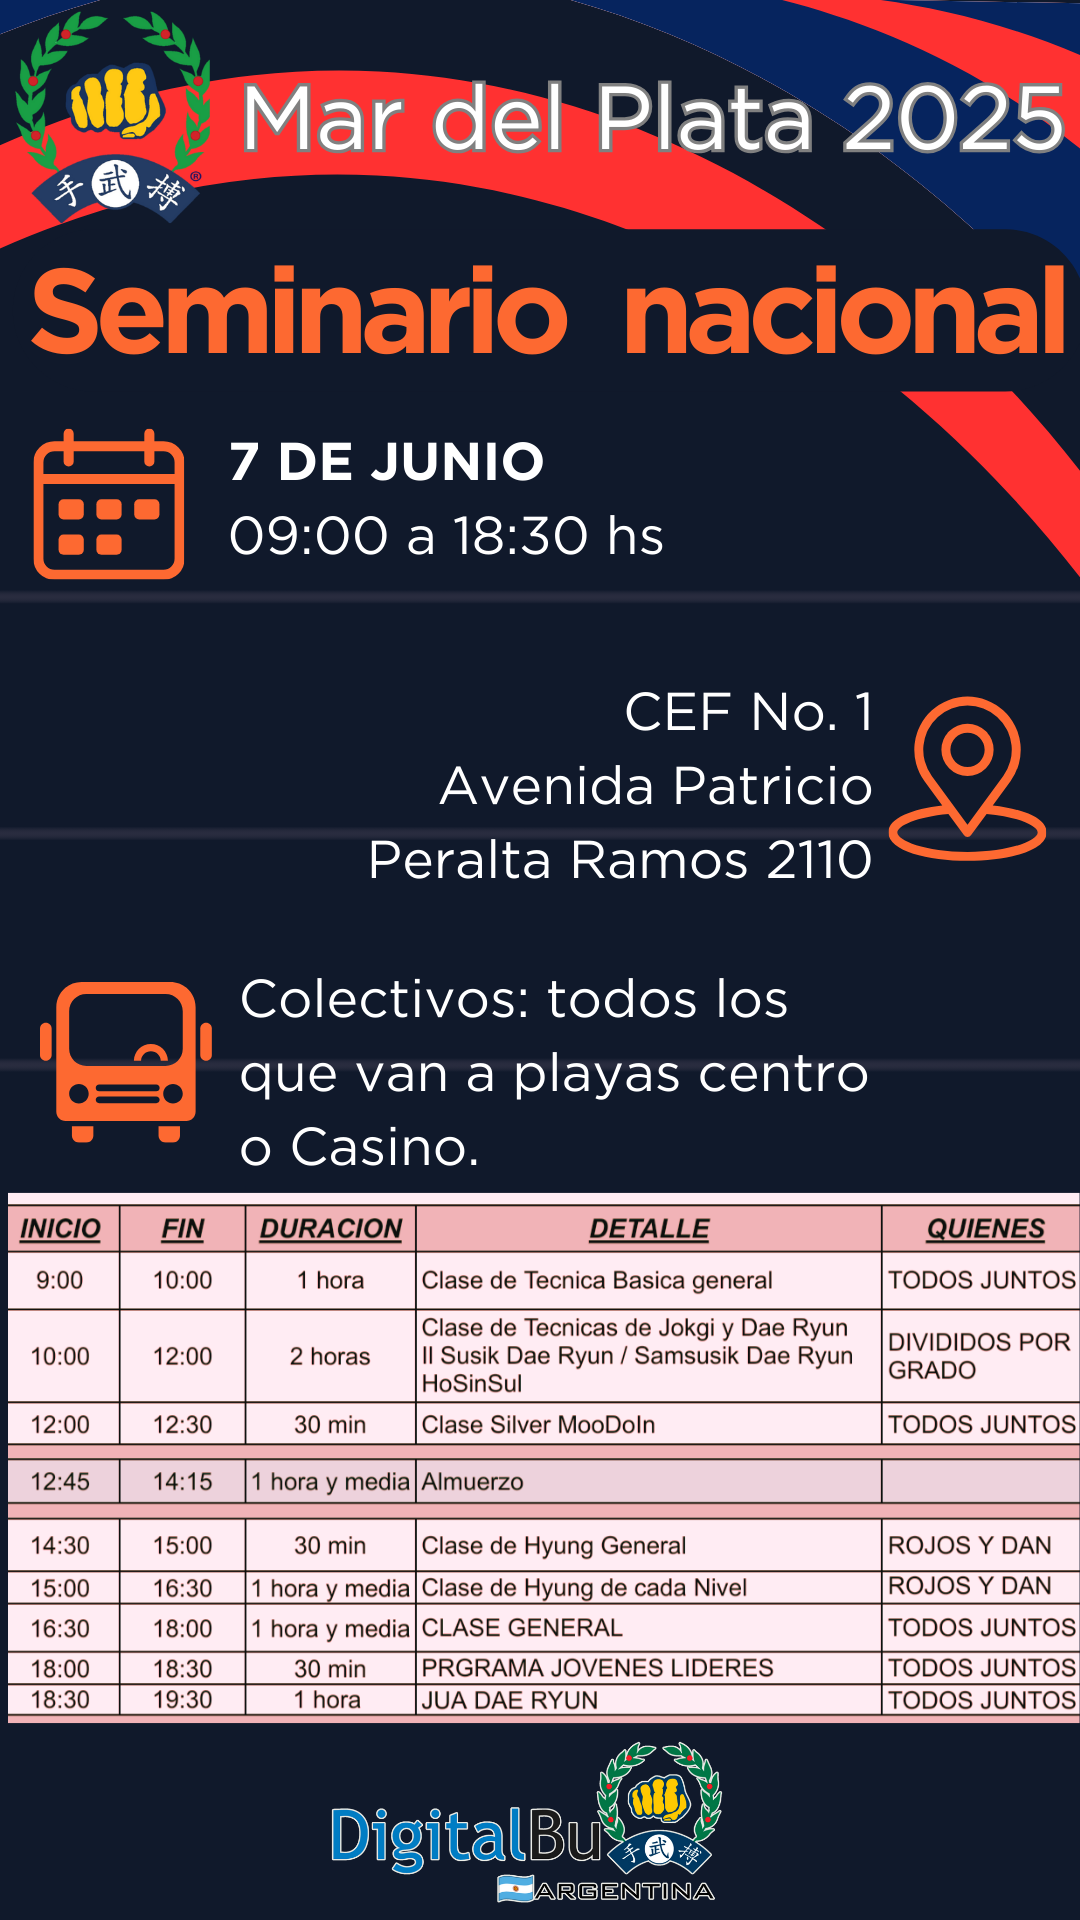 Mar del Plata 2025
手 武 搏
®
Seminario nacional
7 DE JUNIO
09:00 a 18:30 hs
CEF No. 1
Avenida Patricio
Peralta Ramos 2110
Colectivos: todos los
que van a playas centro
o Casino.
INICIO FIN DURACION DETALLE QUIENES
9:00 10:00 1 hora Clase de Tecnica Basica general TODOS JUNTOS
10:00 12:00 2 horas Clase de Tecnicas de Jokgi y Dae Ryun
Il Susik Dae Ryun / Samsusik Dae Ryun
HoSinSul
DIVIDIDOS POR
GRADO
12:00 12:30 30 min Clase Silver MooDoIn TODOS JUNTOS
12:45 14:15 1 hora y media Almuerzo
14:30 15:00 30 min Clase de Hyung General ROJOS Y DAN
15:00 16:30 1 hora y media Clase de Hyung de cada Nivel ROJOS Y DAN
16:30 18:00 1 hora y media CLASE GENERAL TODOS JUNTOS
18:00 18:30 30 min PRGRAMA JOVENES LIDERES TODOS JUNTOS
18:30 19:30 1 hora JUA DAE RYUN TODOS JUNTOS
DigitalBu
手 武 搏
ARGENTINA